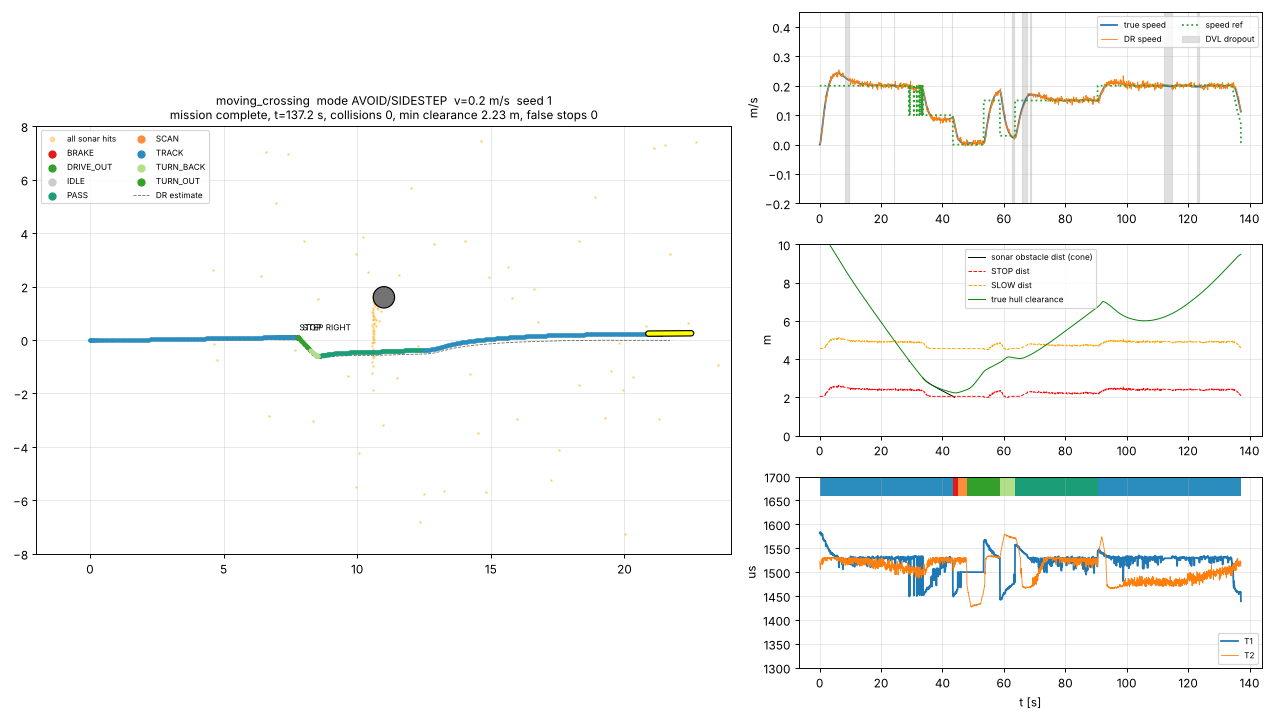 moving_crossing mode AVOID/SIDESTEP v=0.2 m/s seed 1
mission complete, t=137.2 s, collisions 0, min clearance 2.23 m, false stops 0
8
6
4
2
0
−2
−4
−6
−8
all sonar hits
BRAKE
DRIVE_OUT
IDLE
PASS
SCAN
TRACK
TURN_BACK
TURN_OUT
DR estimate
STOP
STEP RIGHT
0
5
10
15
20
m/s
0.4
0.3
0.2
0.1
0.0
−0.1
−0.2
true speed
DR speed
speed ref
DVL dropout
0
20
40
60
80
100
120
140
m
10
8
6
4
2
0
sonar obstacle dist (cone)
STOP dist
SLOW dist
true hull clearance
0
20
40
60
80
100
120
140
us
1700
1650
1600
1550
1500
1450
1400
1350
1300
T1
T2
0
20
40
60
80
100
120
140
t [s]